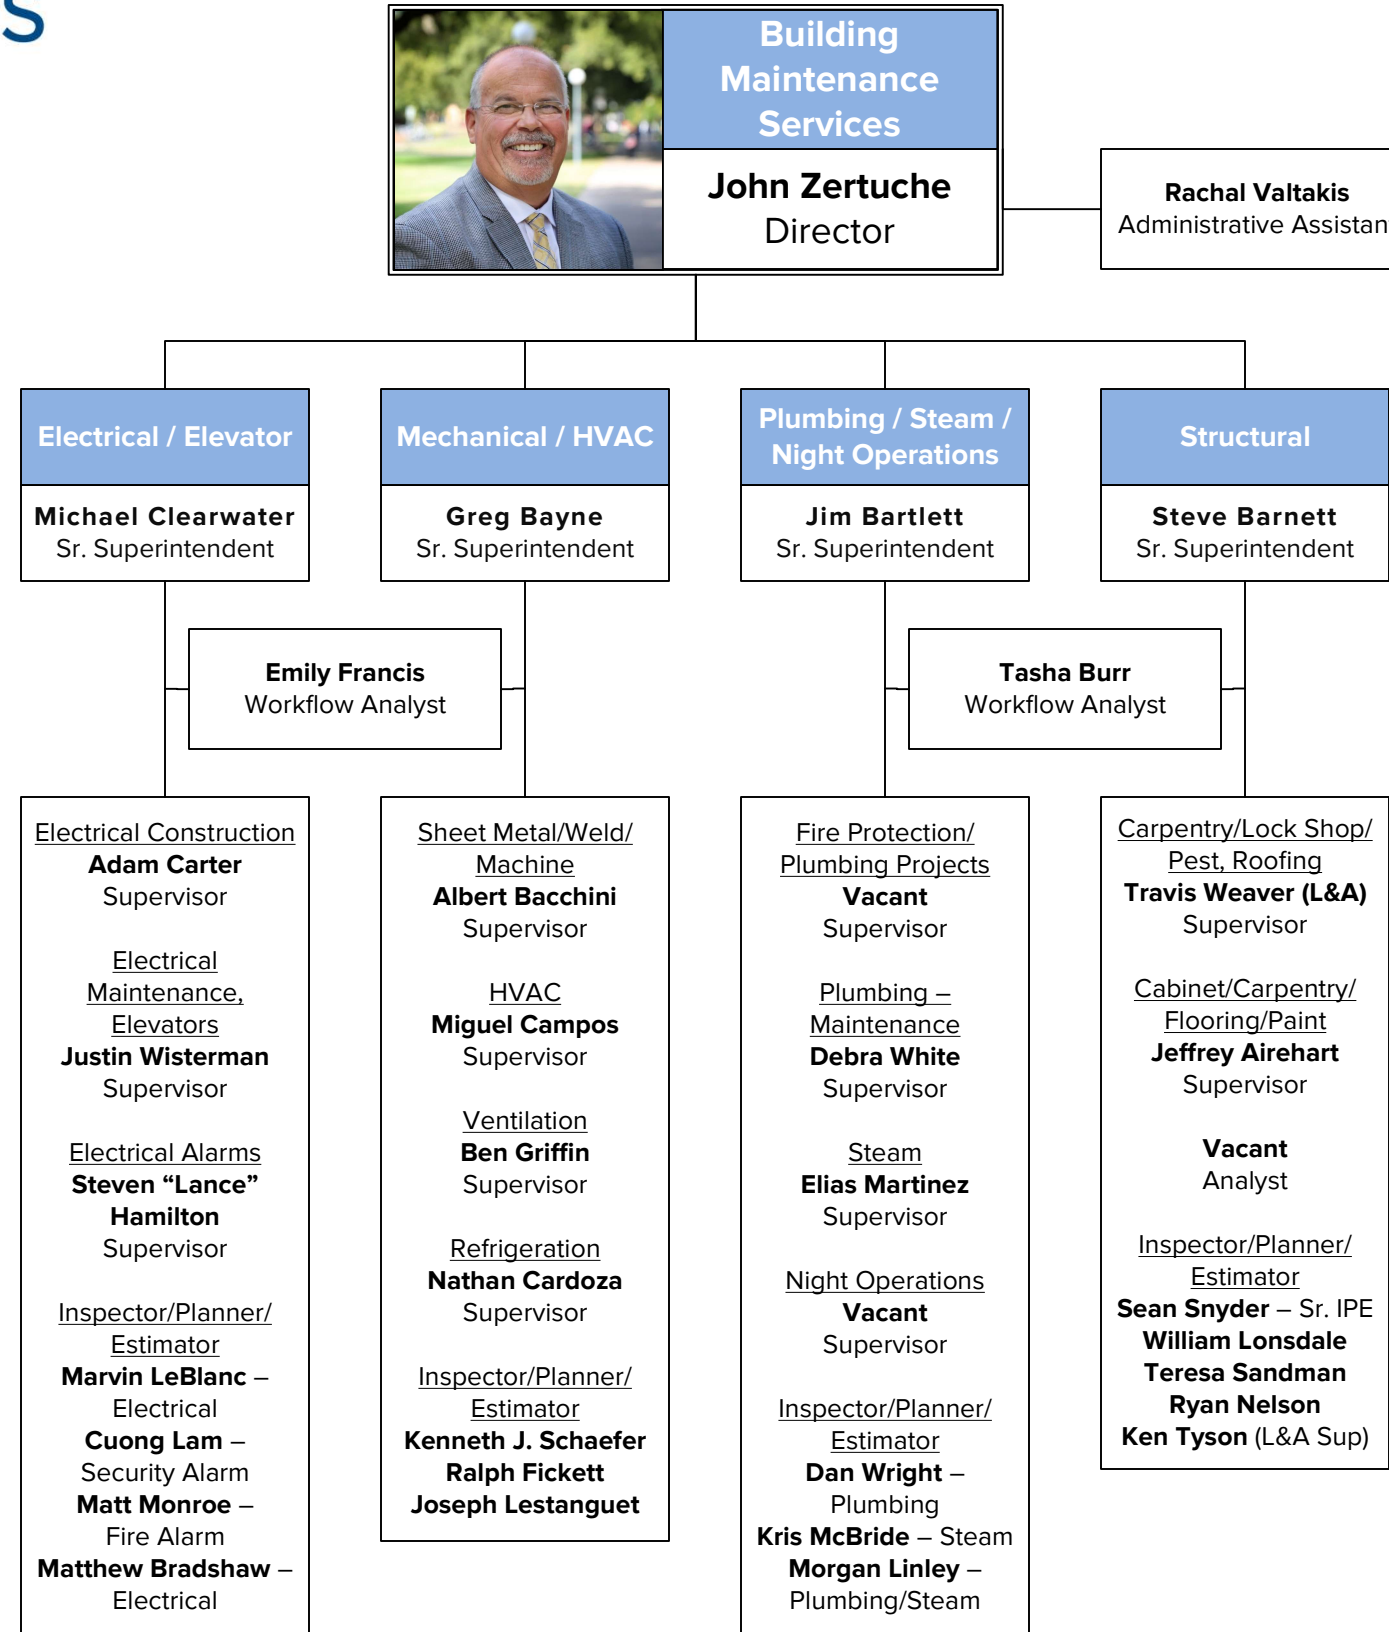 S
Building
Maintenance
Services
John Zertuche
Director
Rachal Valtakis
Administrative Assistan
Electrical / Elevator
Michael Clearwater
Sr. Superintendent
Mechanical / HVAC
Greg Bayne
Sr. Superintendent
Plumbing / Steam /
Night Operations
Jim Bartlett
Sr. Superintendent
Structural
Steve Barnett
Sr. Superintendent
Emily Francis
Workflow Analyst
Tasha Burr
Workflow Analyst
Electrical Construction
Adam Carter
Supervisor
Electrical
Maintenance,
Elevators
Justin Wisterman
Supervisor
Electrical Alarms
Steven “Lance”
Hamilton
Supervisor
Inspector/Planner/
Estimator
Marvin LeBlanc –
Electrical
Cuong Lam –
Security Alarm
Matt Monroe –
Fire Alarm
Matthew Bradshaw –
Electrical
Sheet Metal/Weld/
Machine
Albert Bacchini
Supervisor
HVAC
Miguel Campos
Supervisor
Ventilation
Ben Griffin
Supervisor
Refrigeration
Nathan Cardoza
Supervisor
Inspector/Planner/
Estimator
Kenneth J. Schaefer
Ralph Fickett
Joseph Lestanguet
Fire Protection/
Plumbing Projects
Vacant
Supervisor
Plumbing –
Maintenance
Debra White
Supervisor
Steam
Elias Martinez
Supervisor
Night Operations
Vacant
Supervisor
Inspector/Planner/
Estimator
Dan Wright –
Plumbing
Kris McBride – Steam
Morgan Linley –
Plumbing/Steam
Carpentry/Lock Shop/
Pest, Roofing
Travis Weaver (L&A)
Supervisor
Cabinet/Carpentry/
Flooring/Paint
Jeffrey Airehart
Supervisor
Vacant
Analyst
Inspector/Planner/
Estimator
Sean Snyder – Sr. IPE
William Lonsdale
Teresa Sandman
Ryan Nelson
Ken Tyson (L&A Sup)